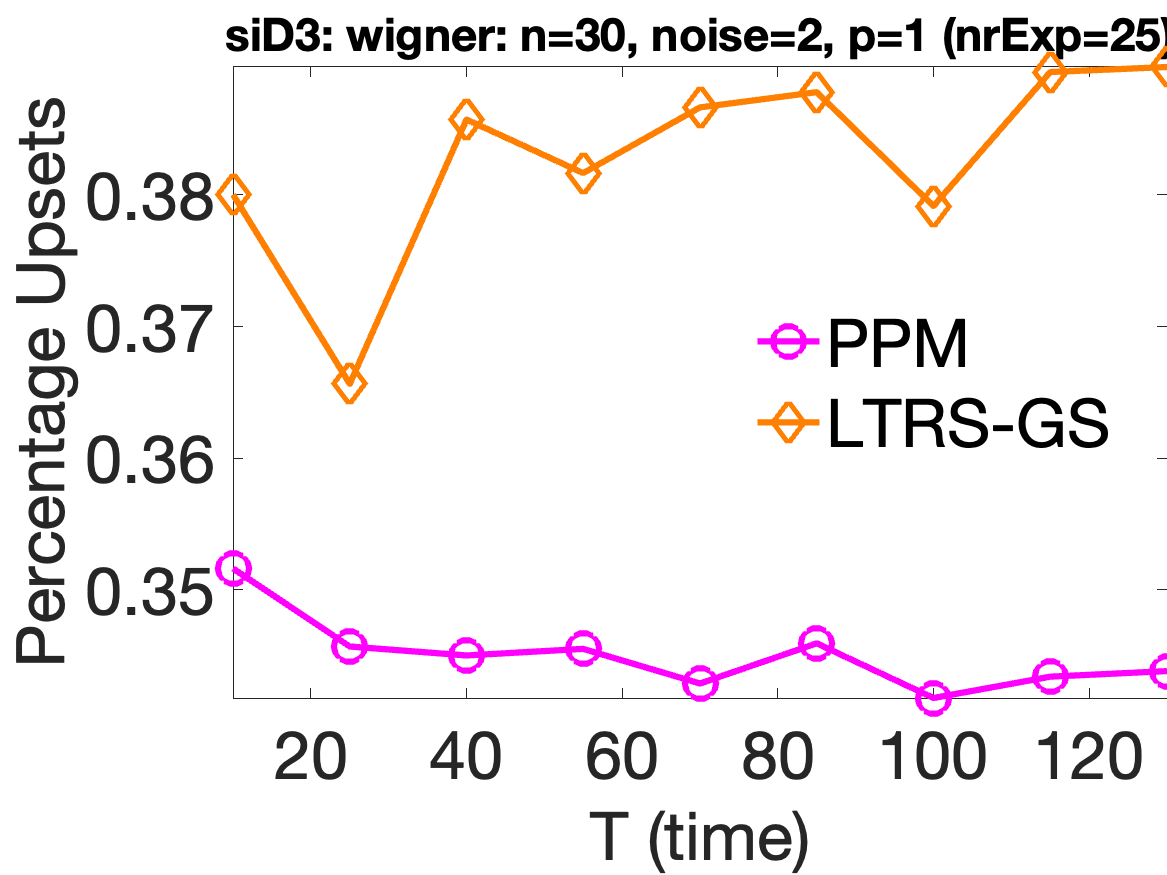 siD3: wigner: n=30, noise=2, p=1 (nrExp=25)
Percentage Upsets
0.38
0.37
0.36
0.35
PPM
LTRS-GS
20 40 60 80 100 120
T (time)